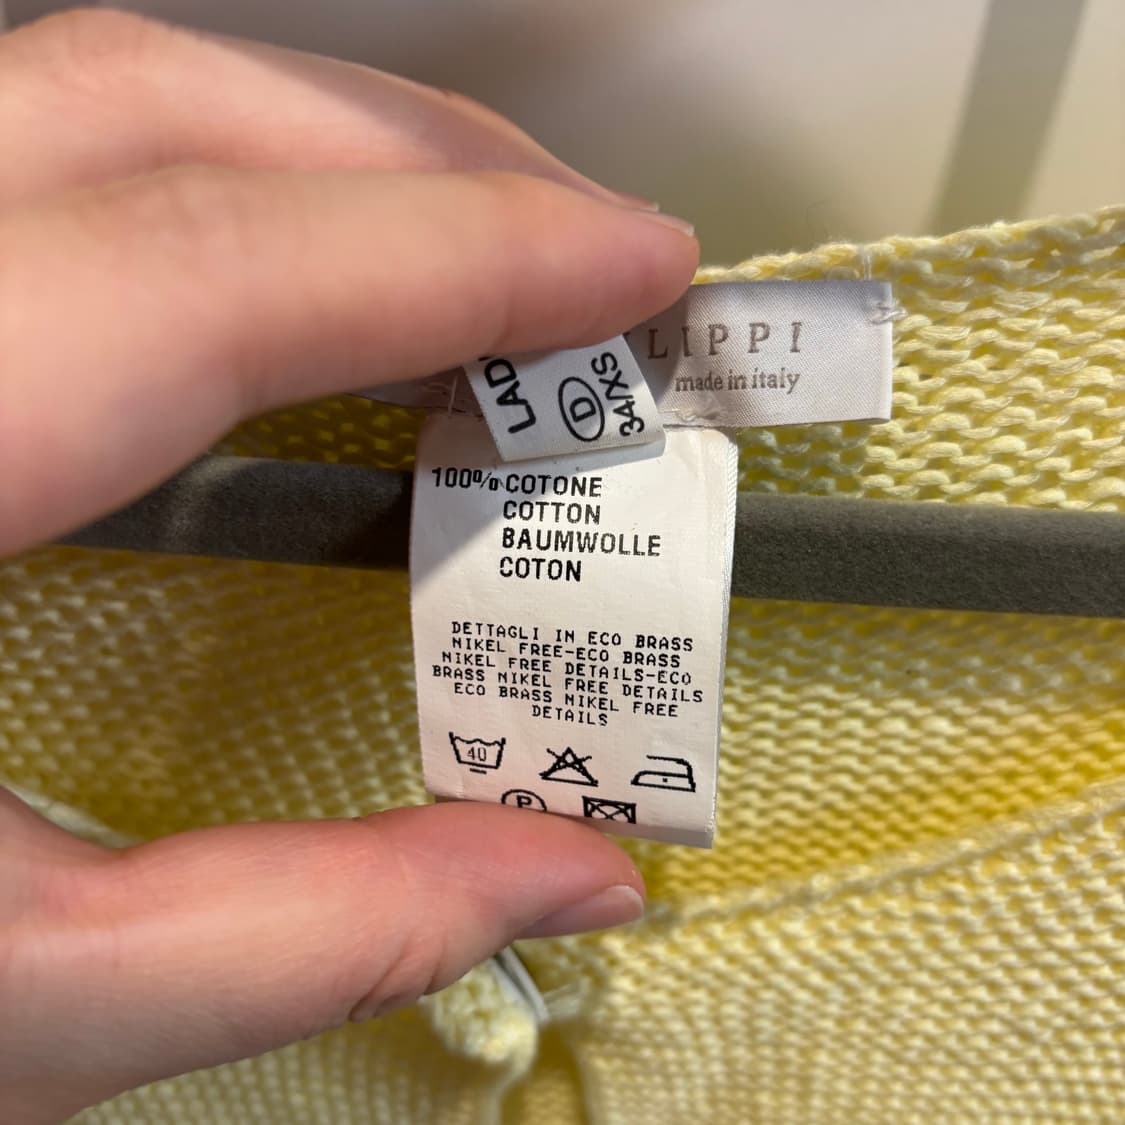 LIPPI
made in italy
LAD
D
34/XS
100% COTONE
COTTON
BAUMWOLLE
COTON
DETTAGLI IN ECO BRASS
NIKEL FREE-ECO BRASS
NIKEL FREE DETAILS-ECO
BRASS NIKEL FREE DETAILS
ECO BRASS NIKEL FREE
DETAILS
40
P